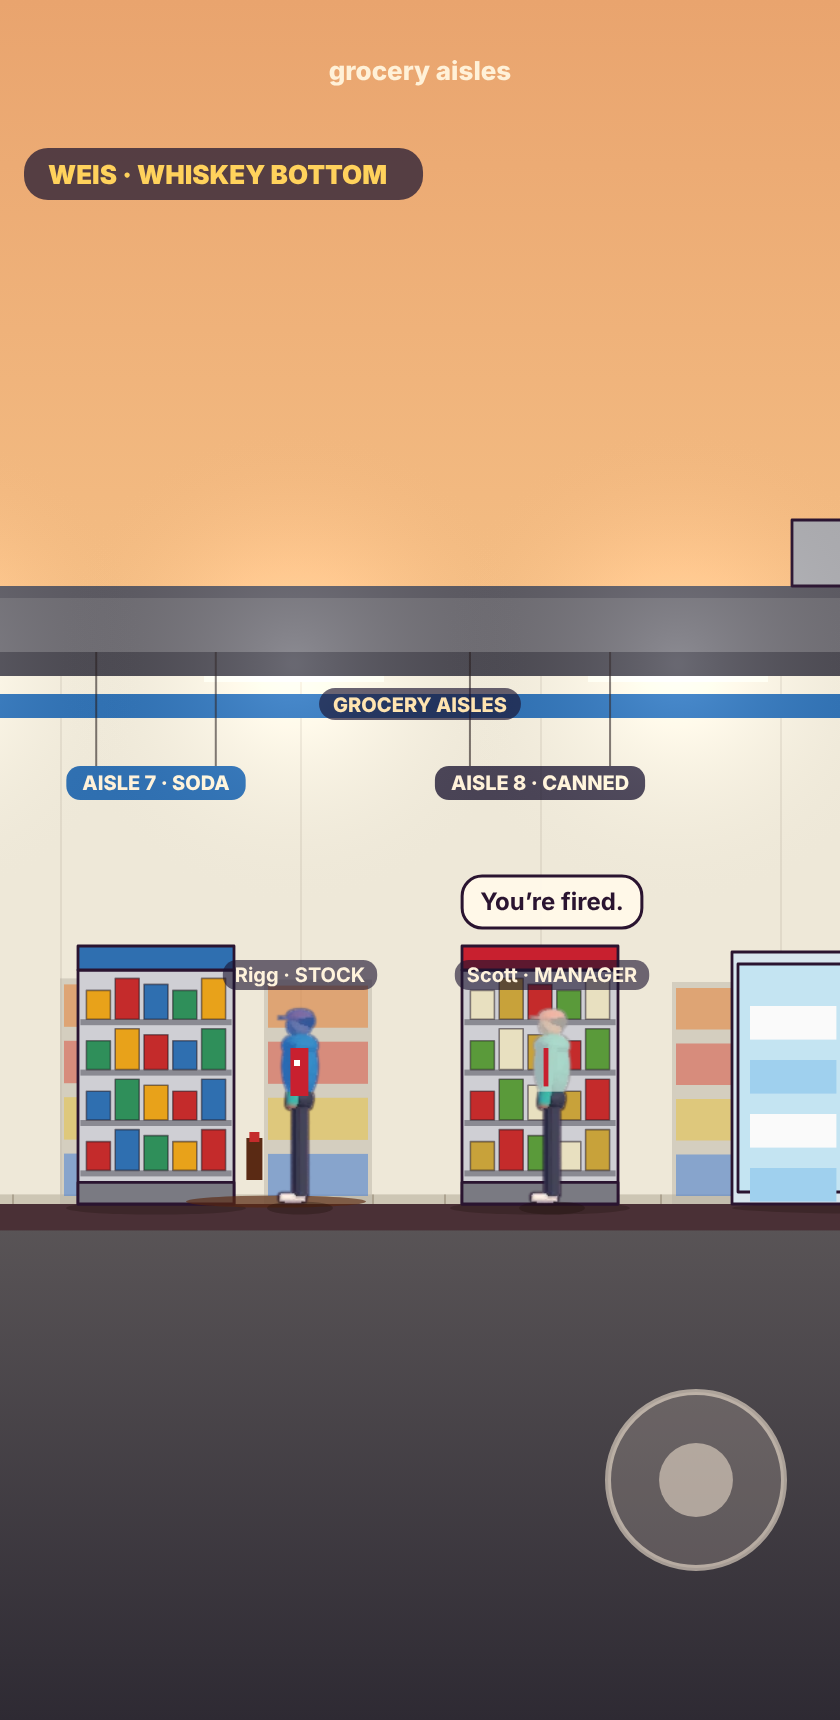 grocery aisles
WEIS · WHISKEY BOTTOM
GROCERY AISLES
AISLE 7 · SODA
AISLE 8 · CANNED
You’re fired.
Rigg · STOCK
Scott · MANAGER